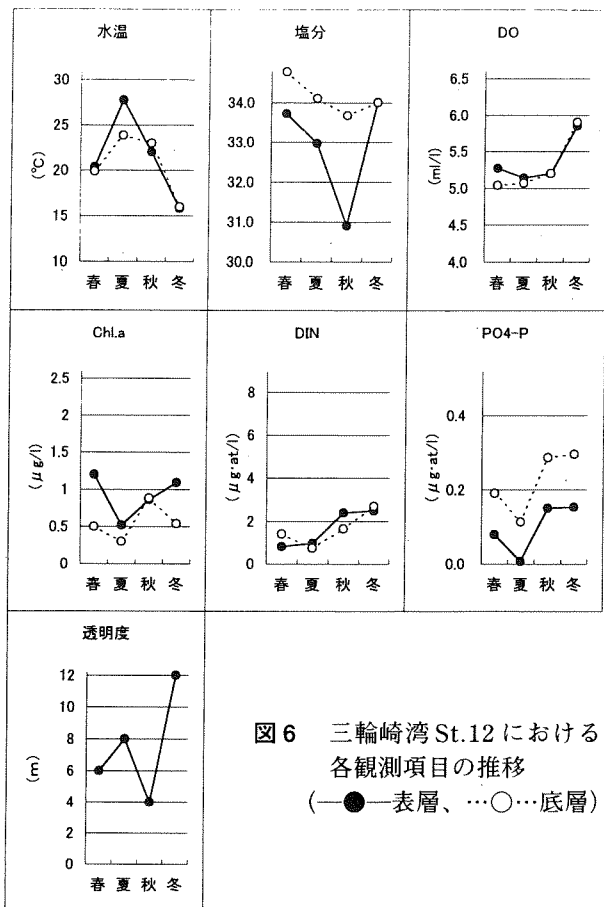 水温
30
25
20
15
10
(℃)
春 夏 秋 冬
塩分
34.0
33.0
32.0
31.0
30.0
春 夏 秋 冬
DO
6.5
6.0
5.5
5.0
4.5
4.0
(ml/l)
春 夏 秋 冬
Chl.a
2.5
2
1.5
1
0.5
0
(μg/l)
春 夏 秋 冬
DIN
8
6
4
2
0
(μg·at/l)
春 夏 秋 冬
PO4-P
0.4
0.2
0.0
(μg·at/l)
春 夏 秋 冬
透明度
12
10
8
6
4
2
0
(m)
春 夏 秋 冬
図6 三輪崎湾St.12における
各観測項目の推移
(—●—表層、…○…底層)